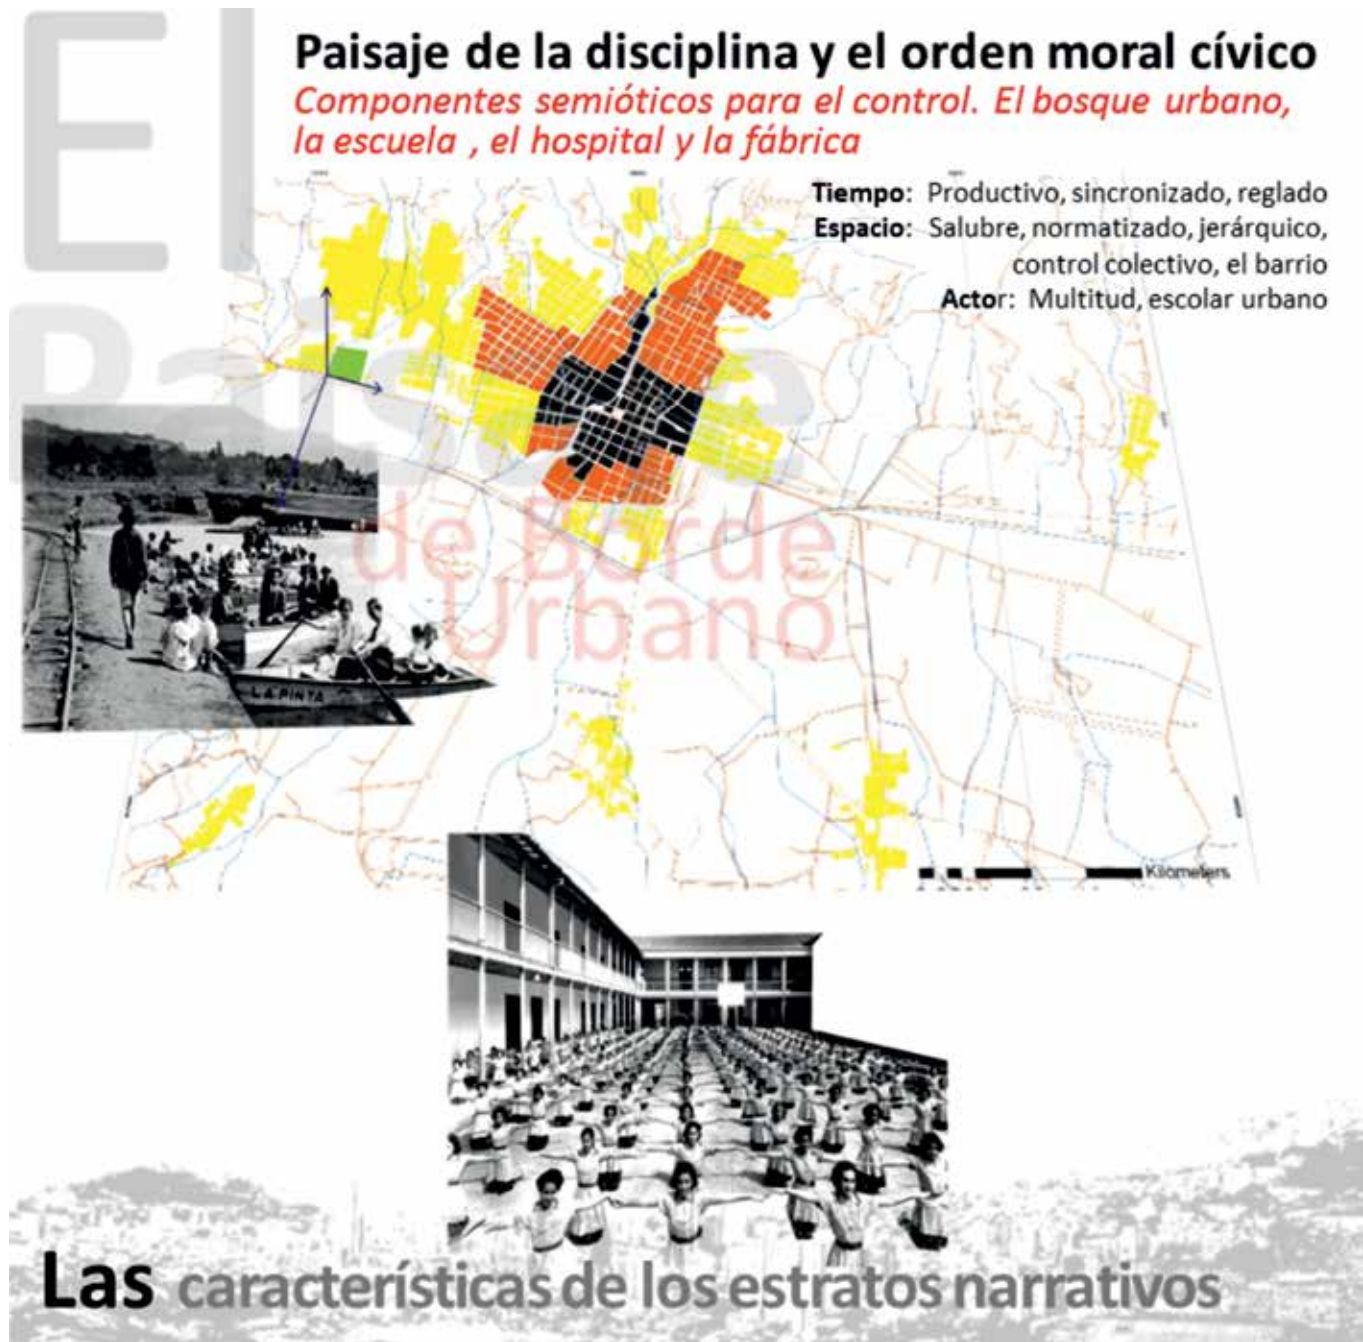 El
Paisaje
de Borde
Urbano
Paisaje de la disciplina y el orden moral cívico
Componentes semióticos para el control. El bosque urbano,
la escuela , el hospital y la fábrica
Tiempo: Productivo, sincronizado, reglado
Espacio: Salubre, normatizado, jerárquico,
control colectivo, el barrio
Actor: Multitud, escolar urbano
LA PINTA
Kilometers
Las características de los estratos narrativos